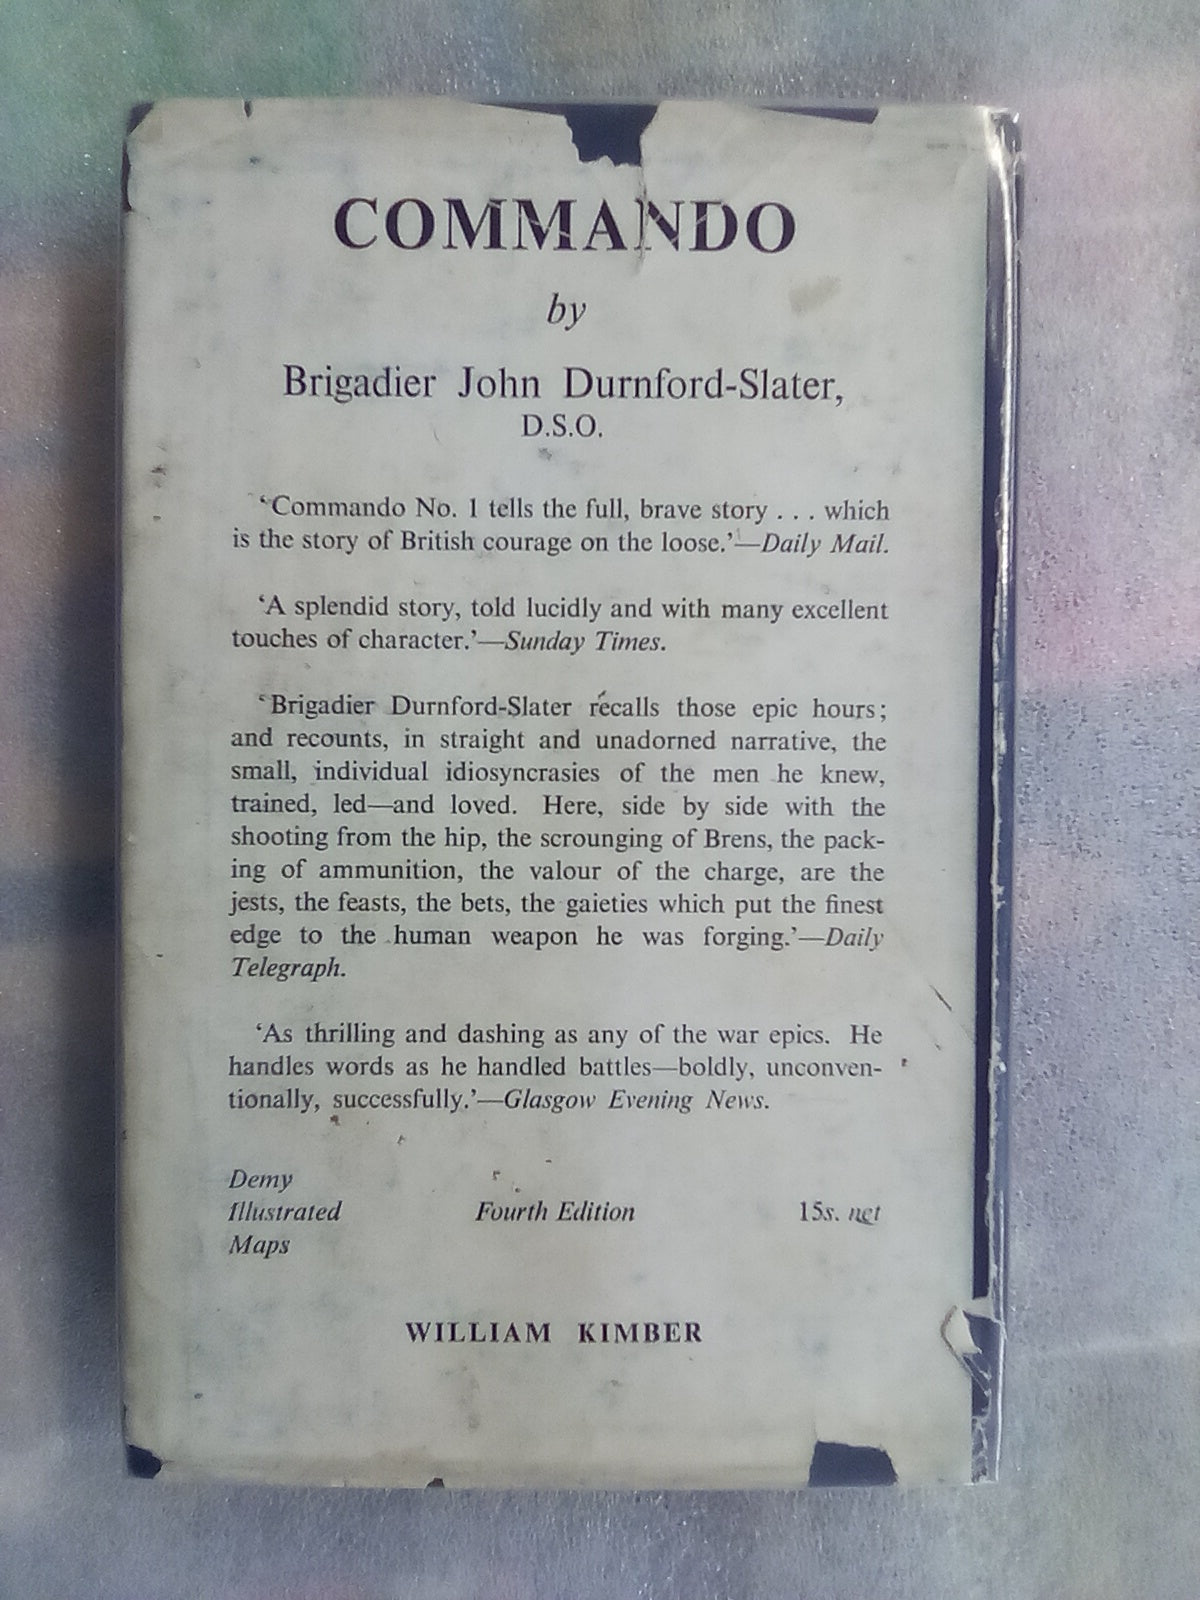 COMMANDO
by
Brigadier John Durnford-Slater,
D.S.O.
‘Commando No. 1 tells the full, brave story . . . which
is the story of British courage on the loose.’—Daily Mail.
‘A splendid story, told lucidly and with many excellent
touches of character.’—Sunday Times.
‘Brigadier Durnford-Slater recalls those epic hours;
and recounts, in straight and unadorned narrative, the
small, individual idiosyncrasies of the men he knew,
trained, led—and loved. Here, side by side with the
shooting from the hip, the scrounging of Brens, the pack-
ing of ammunition, the valour of the charge, are the
jests, the feasts, the bets, the gaieties which put the finest
edge to the human weapon he was forging.’—Daily
Telegraph.
‘As thrilling and dashing as any of the war epics. He
handles words as he handled battles—boldly, unconven-
tionally, successfully.’—Glasgow Evening News.
Demy
Illustrated Fourth Edition 15s. net
Maps
WILLIAM KIMBER